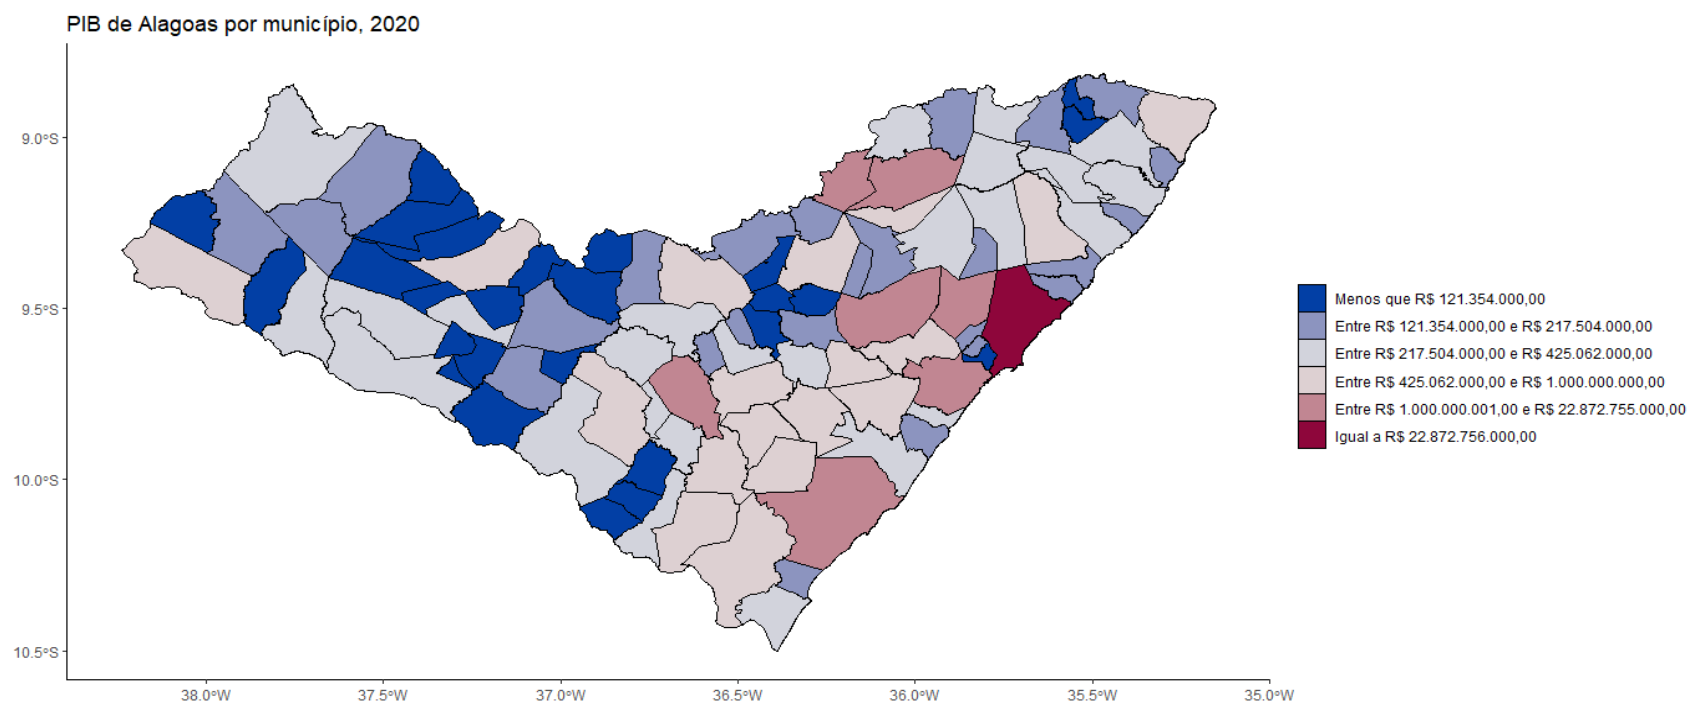 PIB de Alagoas por município, 2020
9.0°S
9.5°S
10.0°S
10.5°S
38.0°W
37.5°W
37.0°W
36.5°W
36.0°W
35.5°W
35.0°W
Menos que R$ 121.354.000,00
Entre R$ 121.354.000,00 e R$ 217.504.000,00
Entre R$ 217.504.000,00 e R$ 425.062.000,00
Entre R$ 425.062.000,00 e R$ 1.000.000.000,00
Entre R$ 1.000.000.001,00 e R$ 22.872.755.000,00
Igual a R$ 22.872.756.000,00